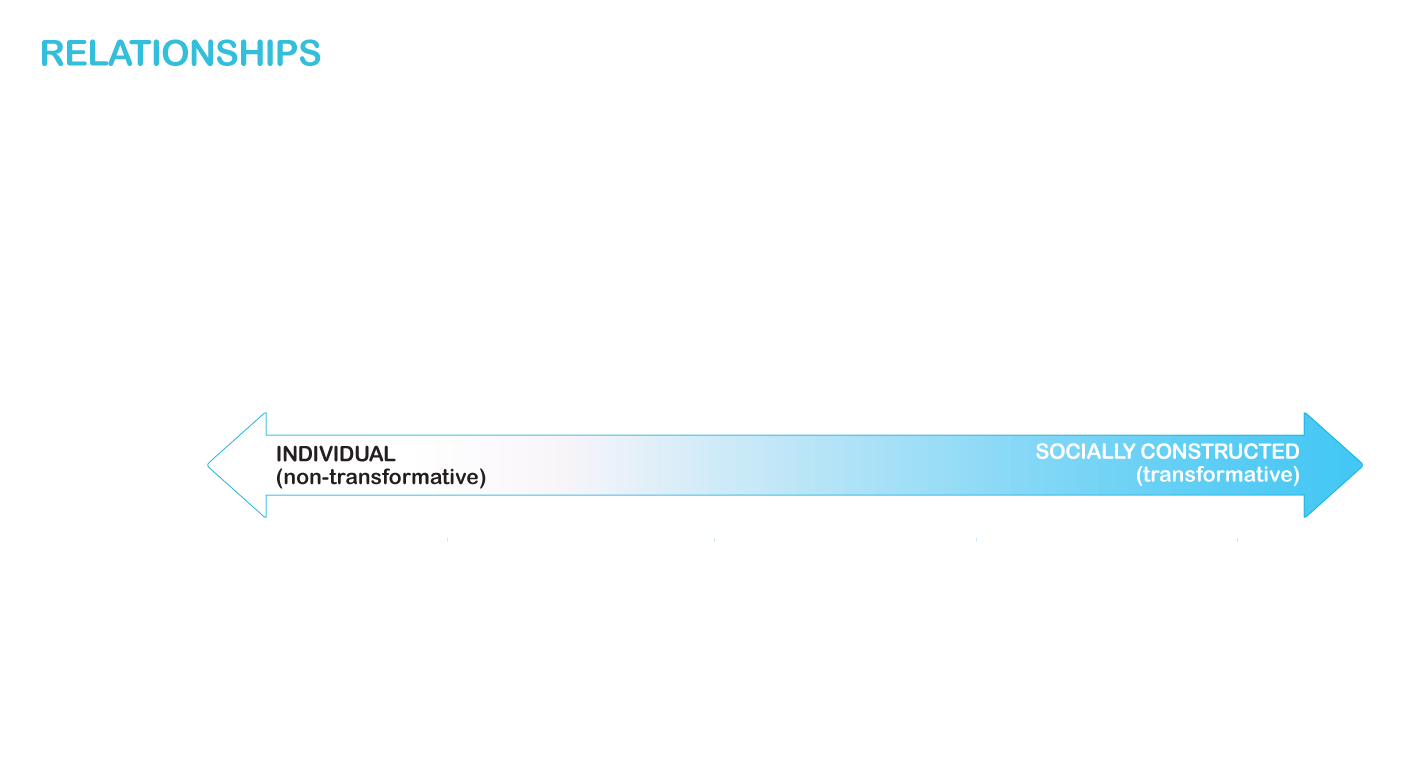 RELATIONSHIPS
INDIVIDUAL
(non-transformative)
SOCIALLY CONSTRUCTED
(transformative)